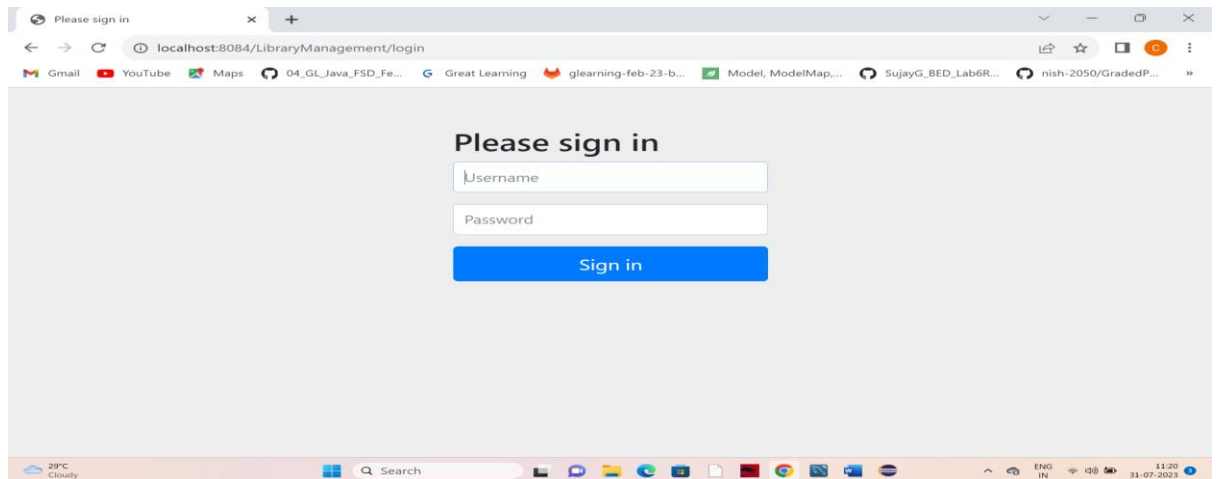 Please sign in
localhost:8084/LibraryManagement/login
C
Gmail YouTube Maps 04_GL_Java_FSD_Fe... Great Learning glearning-feb-23-b... Model, ModelMap,... SujayG_BED_Lab6R... nish-2050/GradedP... »
Please sign in
Username
Password
Sign in
29°C
Cloudy
Search
ENG
IN
11:20
31-07-2023